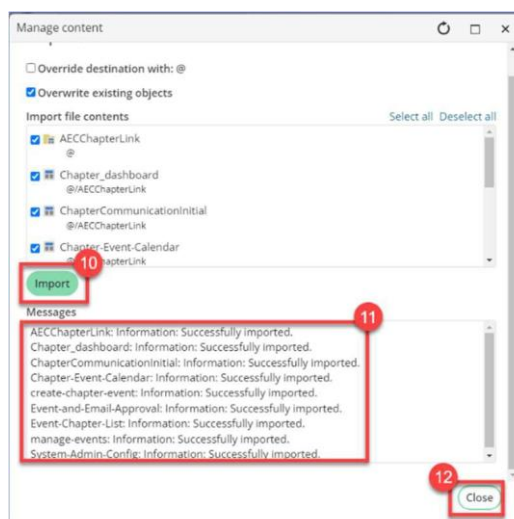 Manage content
Override destination with: @
Overwrite existing objects
Import file contents Select all Deselect all
AECChapterLink
@
Chapter_dashboard
@/AECChapterLink
ChapterCommunicationInitial
@/AECChapterLink
Chapter-Event-Calendar
10
Import
Messages
11
AECChapterLink: Information: Successfully imported.
Chapter_dashboard: Information: Successfully imported.
ChapterCommunicationInitial: Information: Successfully imported.
Chapter-Event-Calendar: Information: Successfully imported.
create-chapter-event: Information: Successfully imported.
Event-and-Email-Approval: Information: Successfully imported.
Event-Chapter-List: Information: Successfully imported.
manage-events: Information: Successfully imported.
System-Admin-Config: Information: Successfully imported.
12
Close